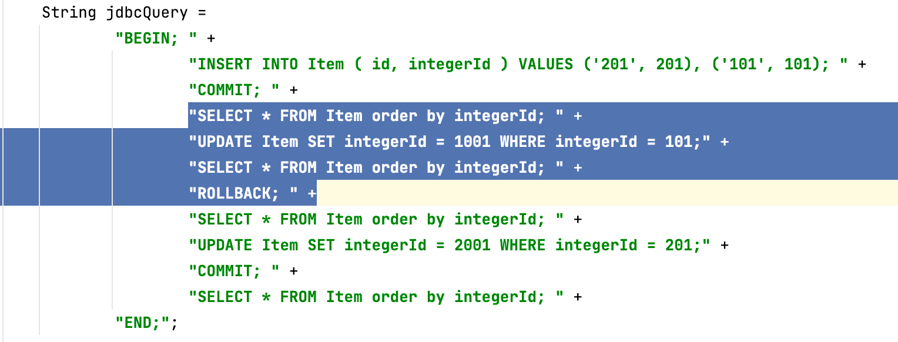 String jdbcQuery =
"BEGIN; " +
"INSERT INTO Item ( id, integerId ) VALUES ('201', 201), ('101', 101); " +
"COMMIT; " +
"SELECT * FROM Item order by integerId; " +
"UPDATE Item SET integerId = 1001 WHERE integerId = 101;" +
"SELECT * FROM Item order by integerId; " +
"ROLLBACK; " +
"SELECT * FROM Item order by integerId; " +
"UPDATE Item SET integerId = 2001 WHERE integerId = 201;" +
"COMMIT; " +
"SELECT * FROM Item order by integerId; " +
"END;";